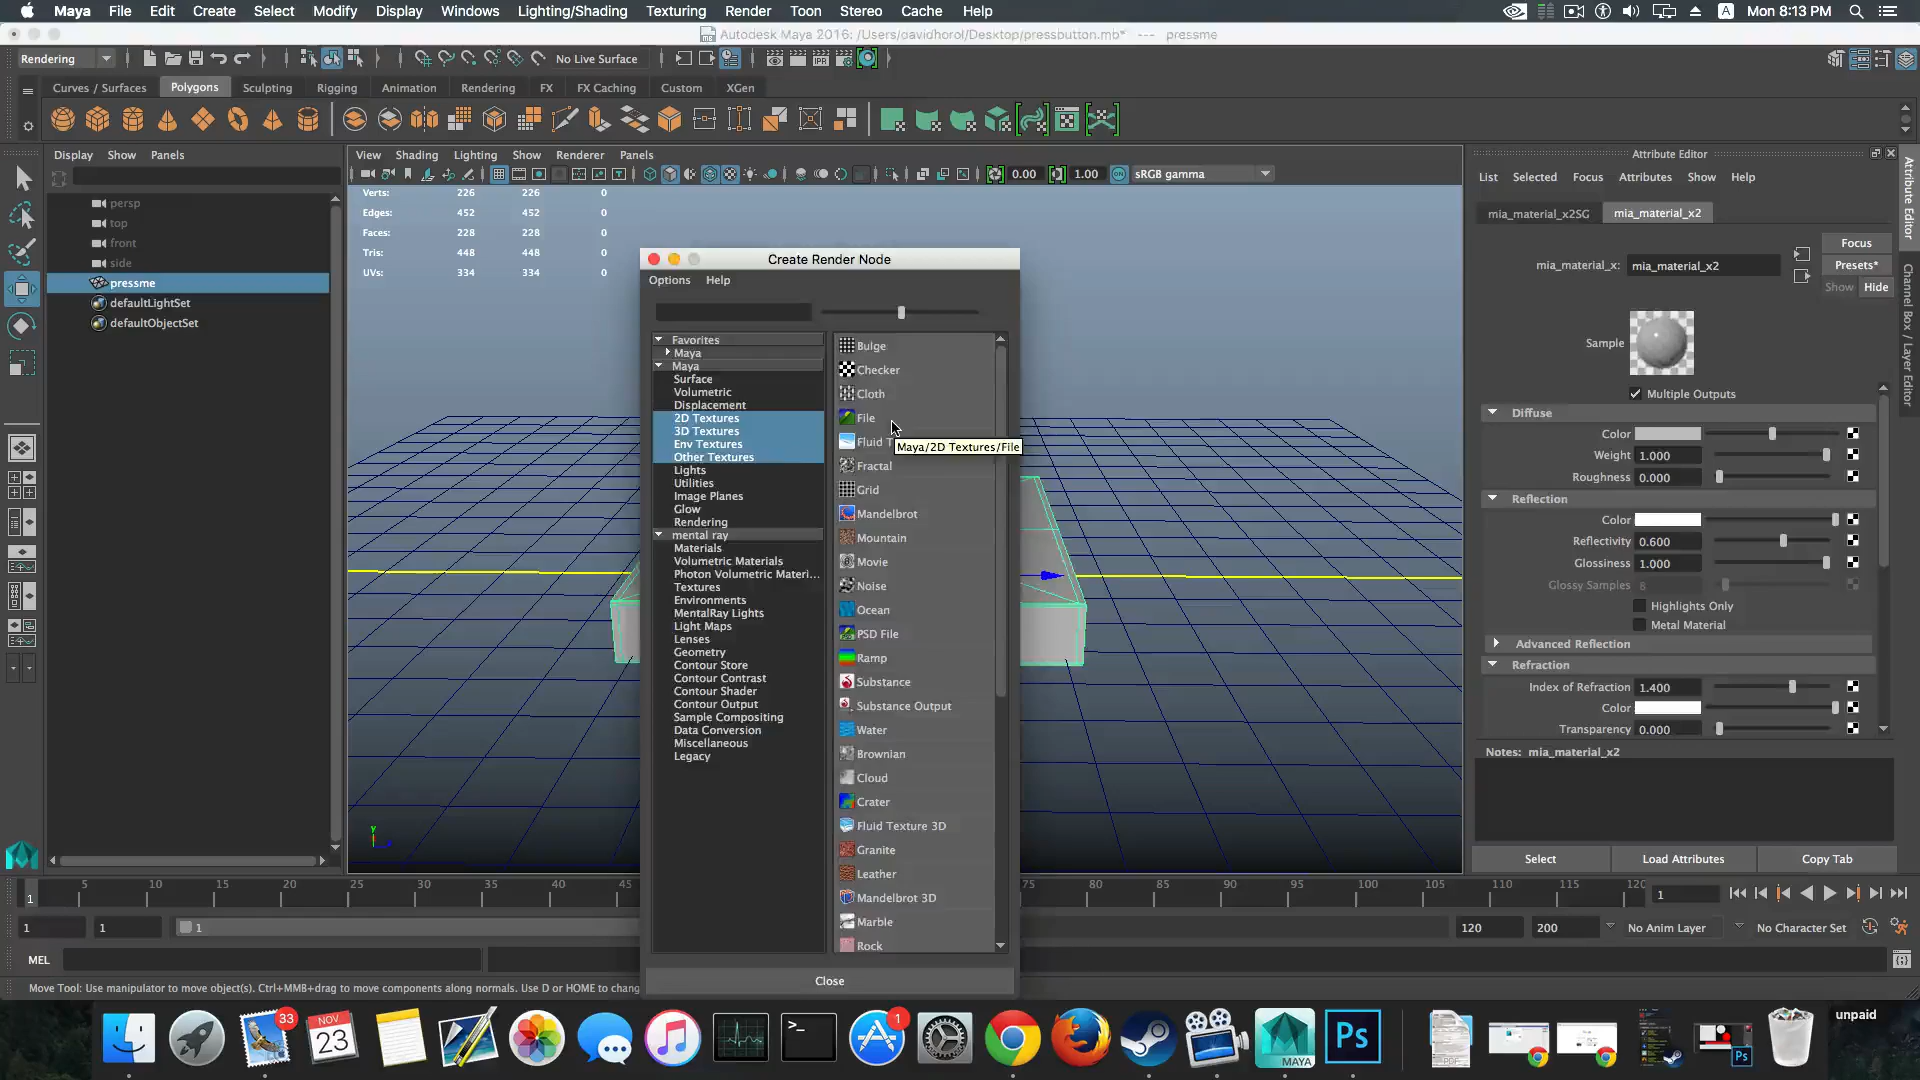 Maya File Edit Create Select Modify Display Windows Lighting/Shading Texturing Render Toon Stereo Cache Help A Mon 8:13 PM
Autodesk Maya 2016: /Users/davidhorol/Desktop/pressbutton.mb* --- pressme
Rendering No Live Surface
Curves / Surfaces Polygons Sculpting Rigging Animation Rendering FX FX Caching Custom XGen
Display Show Panels
View Shading Lighting Show Renderer Panels
0.00 1.00 sRGB gamma
persp
top
front
side
pressme
defaultLightSet
defaultObjectSet
Verts: 226 226 0
Edges: 452 452 0
Faces: 228 228 0
Tris: 448 448 0
UVs: 334 334 0
Create Render Node
Options Help
Favorites
Maya
Maya
Surface
Volumetric
Displacement
2D Textures
3D Textures
Env Textures
Other Textures
Lights
Utilities
Image Planes
Glow
Rendering
mental ray
Materials
Volumetric Materials
Photon Volumetric Materi...
Textures
Environments
MentalRay Lights
Light Maps
Lenses
Geometry
Contour Store
Contour Contrast
Contour Shader
Contour Output
Sample Compositing
Data Conversion
Miscellaneous
Legacy
Bulge
Checker
Cloth
File
Fluid T
Maya/2D Textures/File
Fractal
Grid
Mandelbrot
Mountain
Movie
Noise
Ocean
PSD File
Ramp
Substance
Substance Output
Water
Brownian
Cloud
Crater
Fluid Texture 3D
Granite
Leather
Mandelbrot 3D
Marble
Rock
Close
Attribute Editor
List Selected Focus Attributes Show Help
mia_material_x2SG mia_material_x2
Focus
mia_material_x: mia_material_x2 Presets*
Show Hide
Sample
Multiple Outputs
Diffuse
Color
Weight 1.000
Roughness 0.000
Reflection
Color
Reflectivity 0.600
Glossiness 1.000
Glossy Samples 8
Highlights Only
Metal Material
Advanced Reflection
Refraction
Index of Refraction 1.400
Color
Transparency 0.000
Notes: mia_material_x2
Select Load Attributes Copy Tab
Attribute Editor
Channel Box / Layer Editor
1 5 10 15 20 25 30 35 40 45 75 80 85 90 95 100 105 110 115 120 1
1 1 1 120 200 No Anim Layer No Character Set
MEL
Move Tool: Use manipulator to move object(s). Ctrl+MMB+drag to move components along normals. Use D or HOME to chang
33
NOV
23
1
MAYA
Ps
PDF
Ps
unpaid